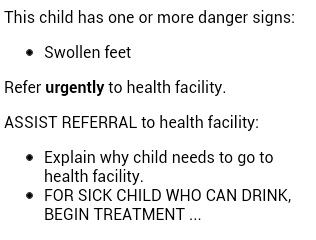 This child has one or more danger signs:
• Swollen feet
Refer urgently to health facility.
ASSIST REFERRAL to health facility:
• Explain why child needs to go to
health facility.
• FOR SICK CHILD WHO CAN DRINK,
BEGIN TREATMENT ...